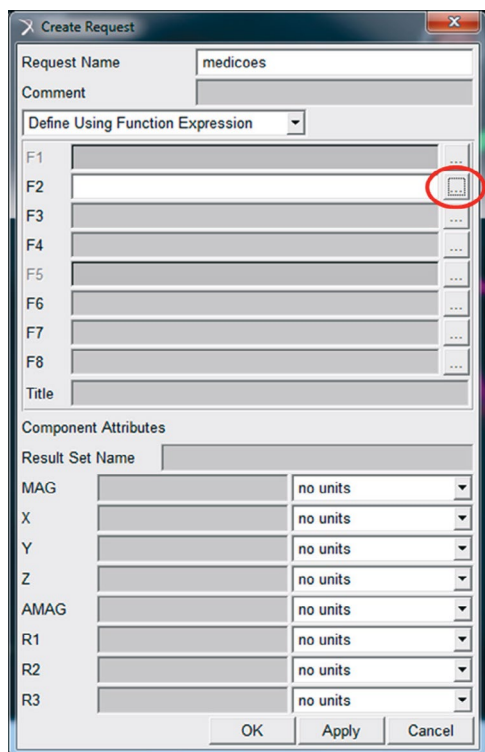 Create Request
Request Name medicoes
Comment
Define Using Function Expression
F1 ...
F2 ...
F3 ...
F4 ...
F5 ...
F6 ...
F7 ...
F8 ...
Title
Component Attributes
Result Set Name
MAG no units
X no units
Y no units
Z no units
AMAG no units
R1 no units
R2 no units
R3 no units
OK Apply Cancel